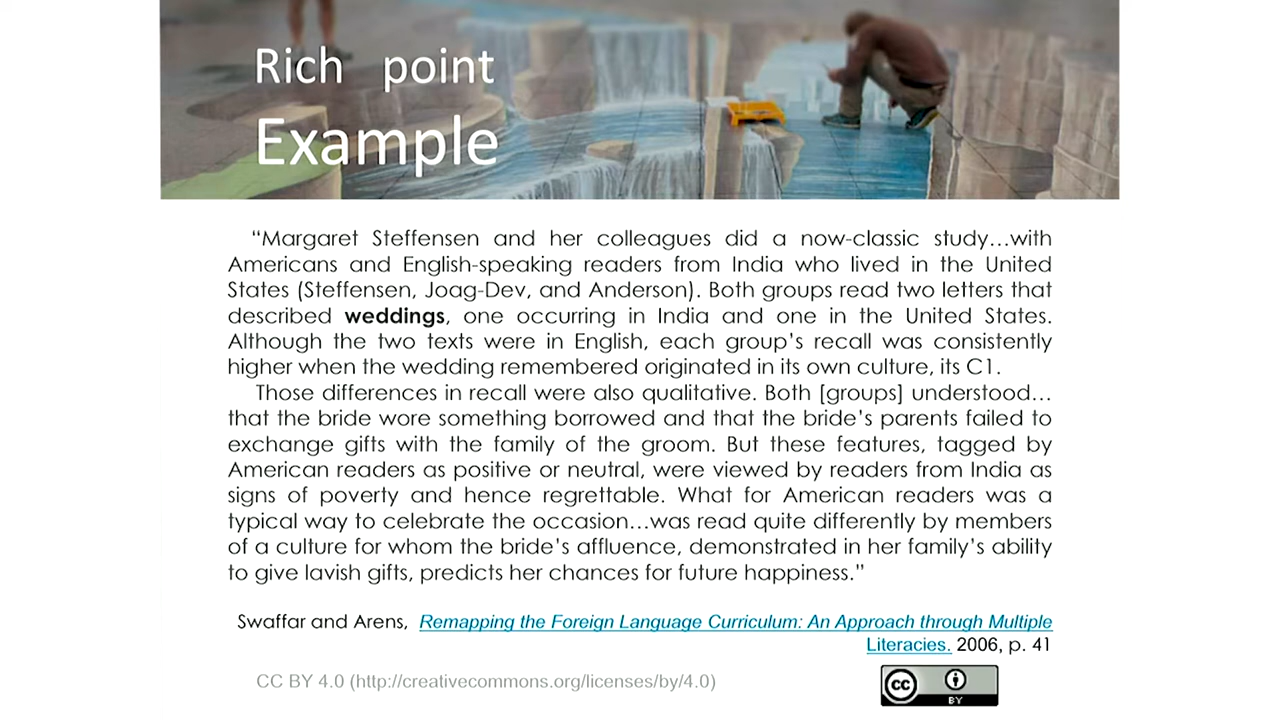 Rich point
Example
“Margaret Steffensen and her colleagues did a now-classic study…with
Americans and English-speaking readers from India who lived in the United
States (Steffensen, Joag-Dev, and Anderson). Both groups read two letters that
described weddings, one occurring in India and one in the United States.
Although the two texts were in English, each group’s recall was consistently
higher when the wedding remembered originated in its own culture, its C1.
Those differences in recall were also qualitative. Both [groups] understood…
that the bride wore something borrowed and that the bride’s parents failed to
exchange gifts with the family of the groom. But these features, tagged by
American readers as positive or neutral, were viewed by readers from India as
signs of poverty and hence regrettable. What for American readers was a
typical way to celebrate the occasion…was read quite differently by members
of a culture for whom the bride’s affluence, demonstrated in her family’s ability
to give lavish gifts, predicts her chances for future happiness.”
Swaffar and Arens, Remapping the Foreign Language Curriculum: An Approach through Multiple
Literacies. 2006, p. 41
CC BY 4.0 (http://creativecommons.org/licenses/by/4.0)
cc
BY